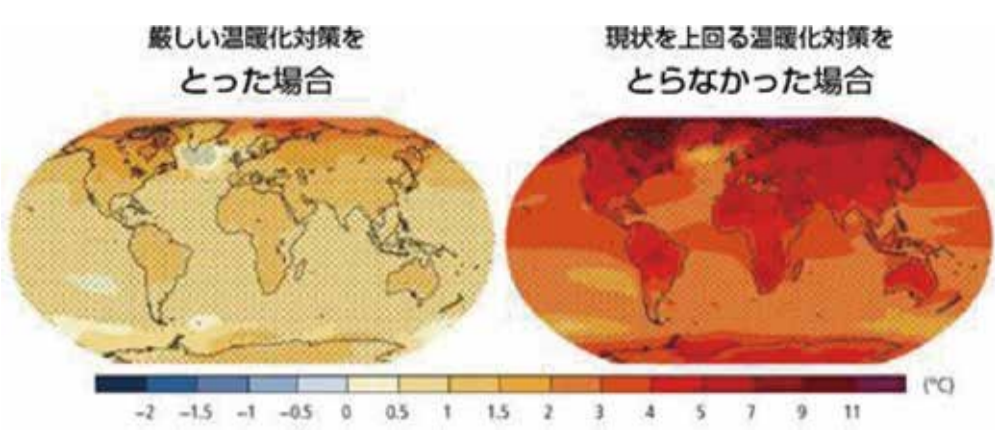 厳しい温暖化対策を
とった場合
現状を上回る温暖化対策を
とらなかった場合
-2 -1.5 -1 -0.5 0 0.5 1 1.5 2 3 4 5 7 9 11 (℃)